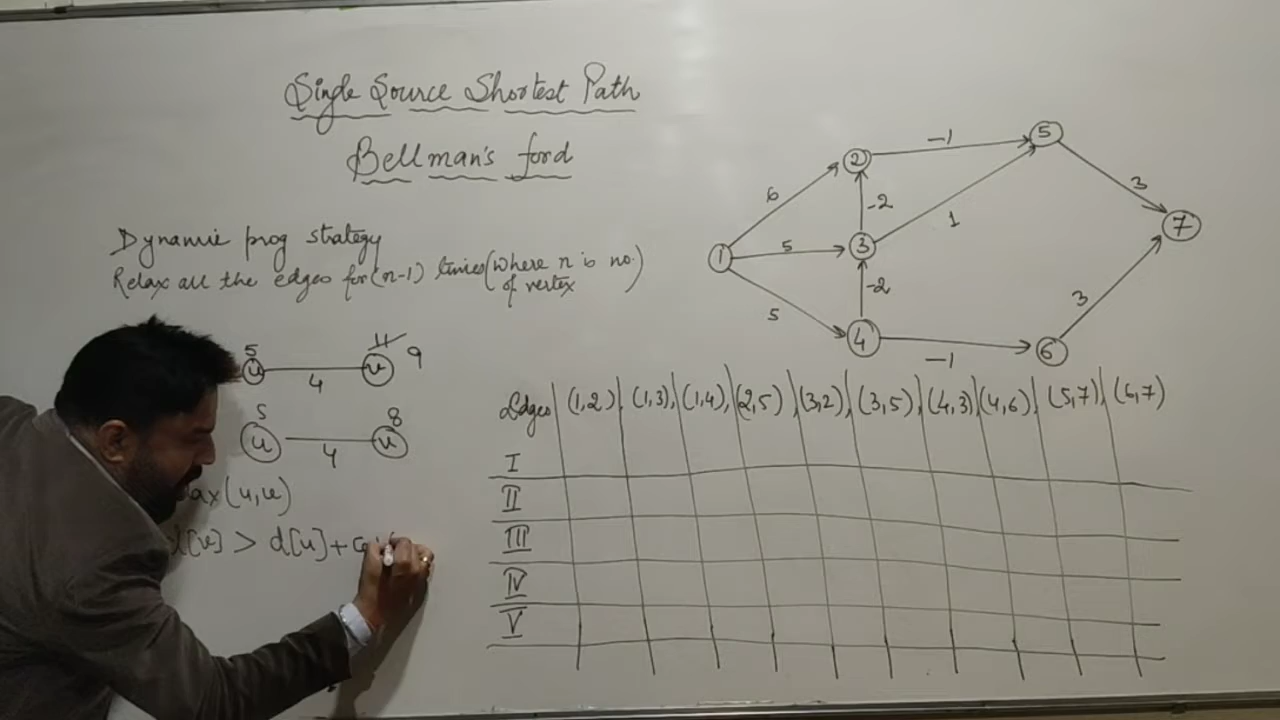 Single Source Shortest Path
Bellman's ford
Dynamic prog strategy
Relax all the edges for (n-1) times (where n is no. of vertex)
5 11 9
u 4 v
5 8
u 4 v
(u,v)
[v] > d[u]+
1 2 3 4 5 6 7
6 5 5 -1 -2 1 -2 -1 3 3
Edges (1,2) (1,3), (1,4), (2,5) (3,2), (3,5) (4,3) (4,6) (5,7) (6,7)
I
II
III
IV
V